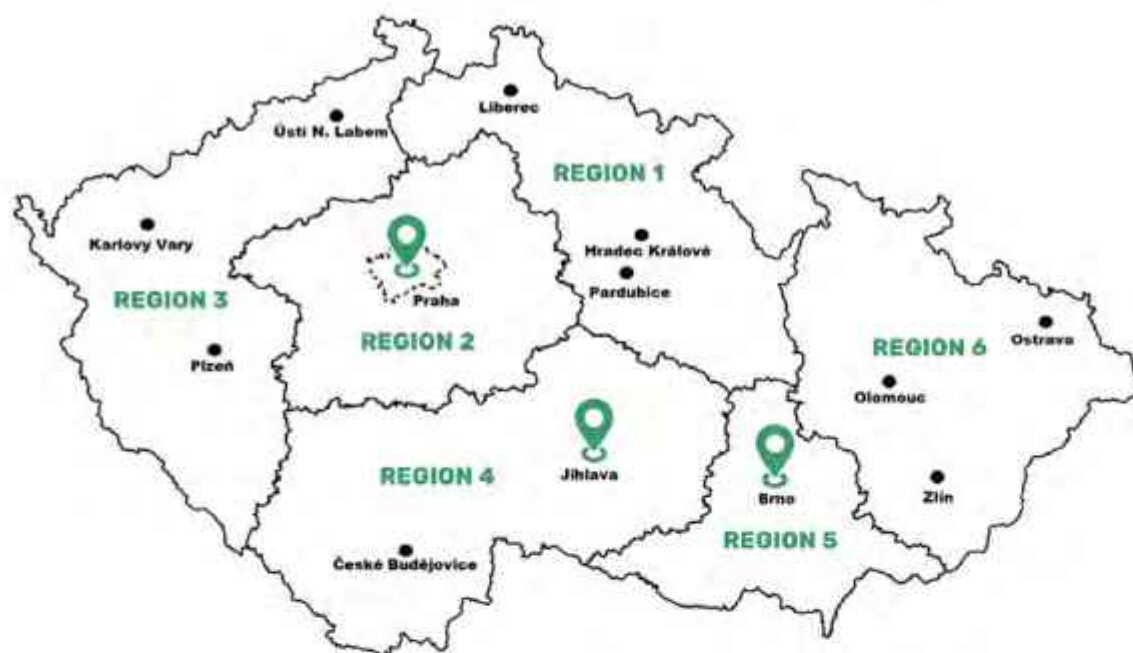 Liberec
Ústí N. Labem
REGION 1
Karlovy Vary
Hradec Králové
Pardubice
Praha
REGION 3
REGION 2
Plzeň
REGION 6
Ostrava
Olomouc
REGION 4
Jihlava
Brno
Zlín
REGION 5
České Budějovice